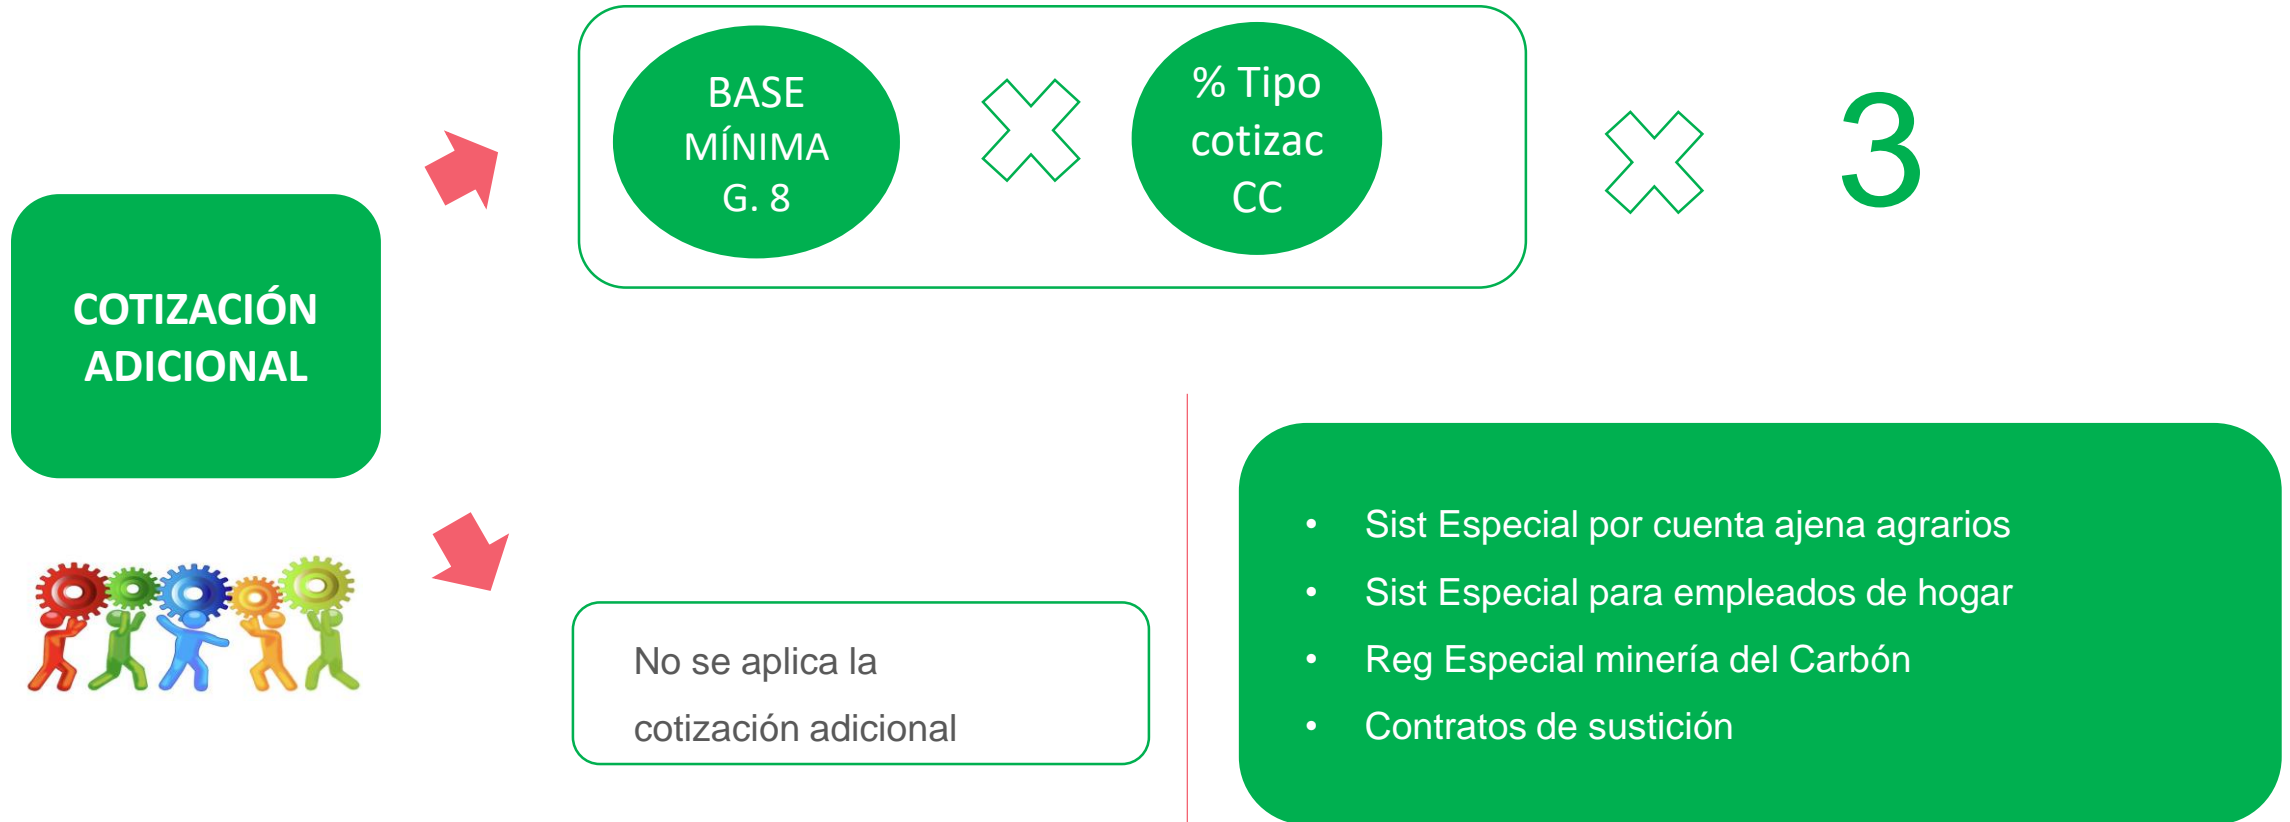 COTIZACIÓN
ADICIONAL
BASE
MÍNIMA
G. 8
% Tipo
cotizac
CC
3
No se aplica la
cotización adicional
• Sist Especial por cuenta ajena agrarios
• Sist Especial para empleados de hogar
• Reg Especial minería del Carbón
• Contratos de sustición